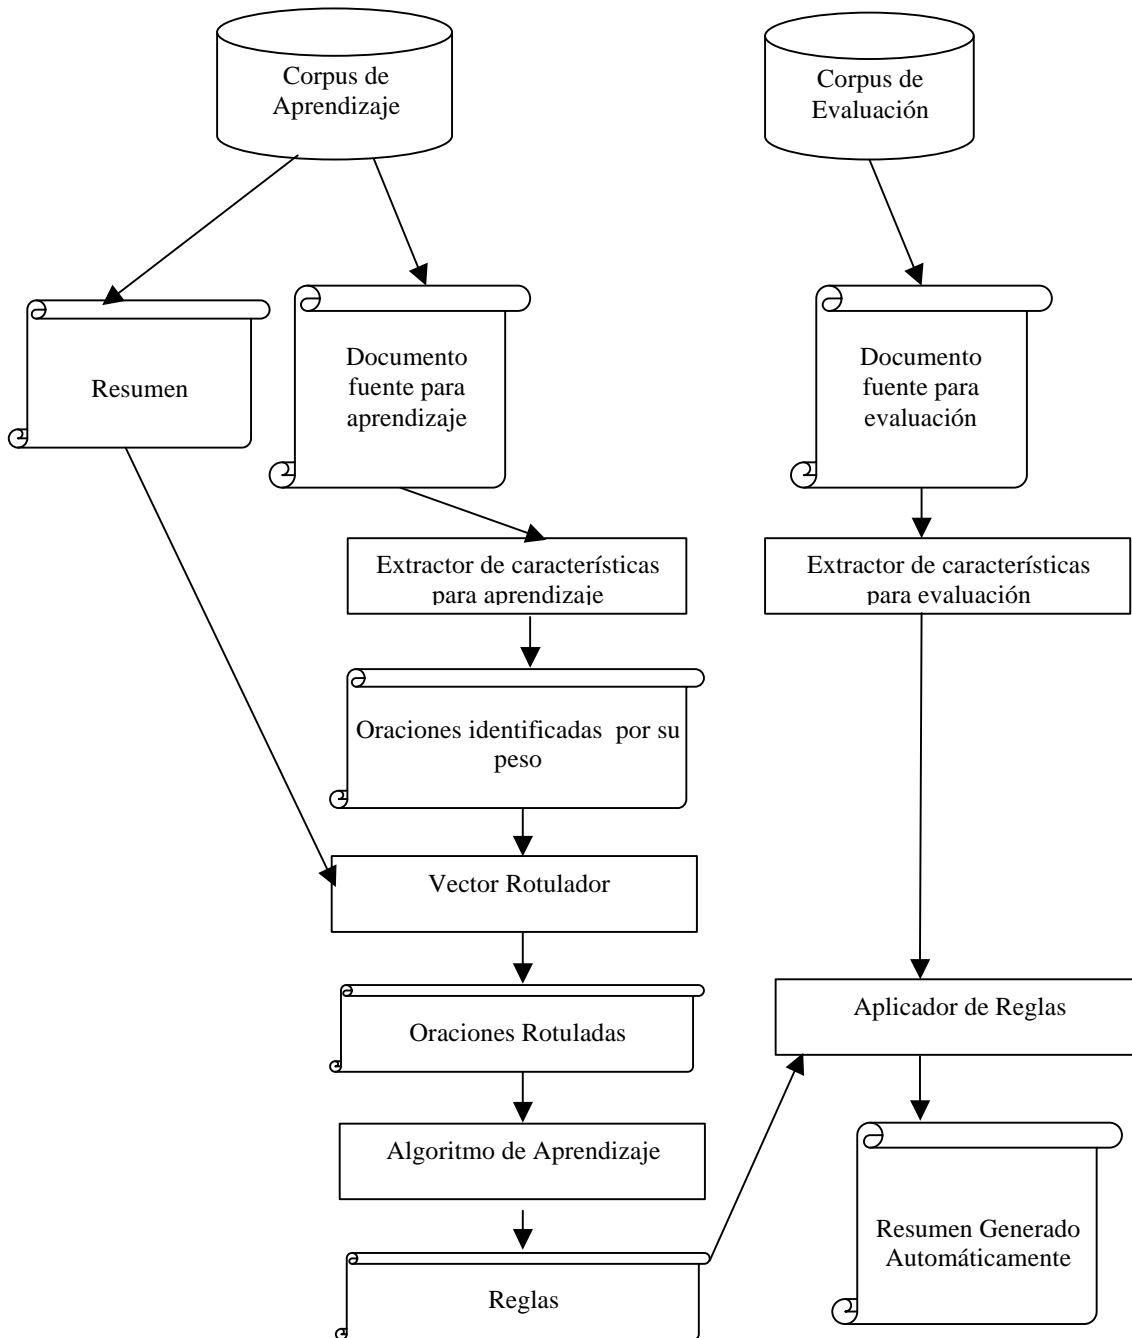 Corpus de
Aprendizaje
Corpus de
Evaluación
Resumen
Documento
fuente para
aprendizaje
Documento
fuente para
evaluación
Extractor de características
para aprendizaje
Extractor de características
para evaluación
Oraciones identificadas  por su
peso
Vector Rotulador
Oraciones Rotuladas
Aplicador de Reglas
Algoritmo de Aprendizaje
Resumen Generado
Automáticamente
Reglas